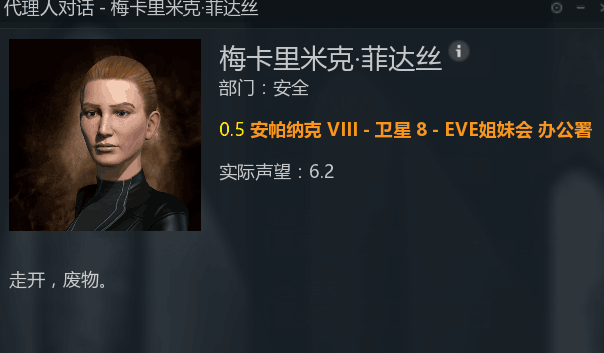 代理人对话 - 梅卡里米克·菲达丝
梅卡里米克·菲达丝
部门：安全
0.5 安帕纳克 VIII - 卫星 8 - EVE姐妹会 办公署
实际声望：6.2
走开，废物。